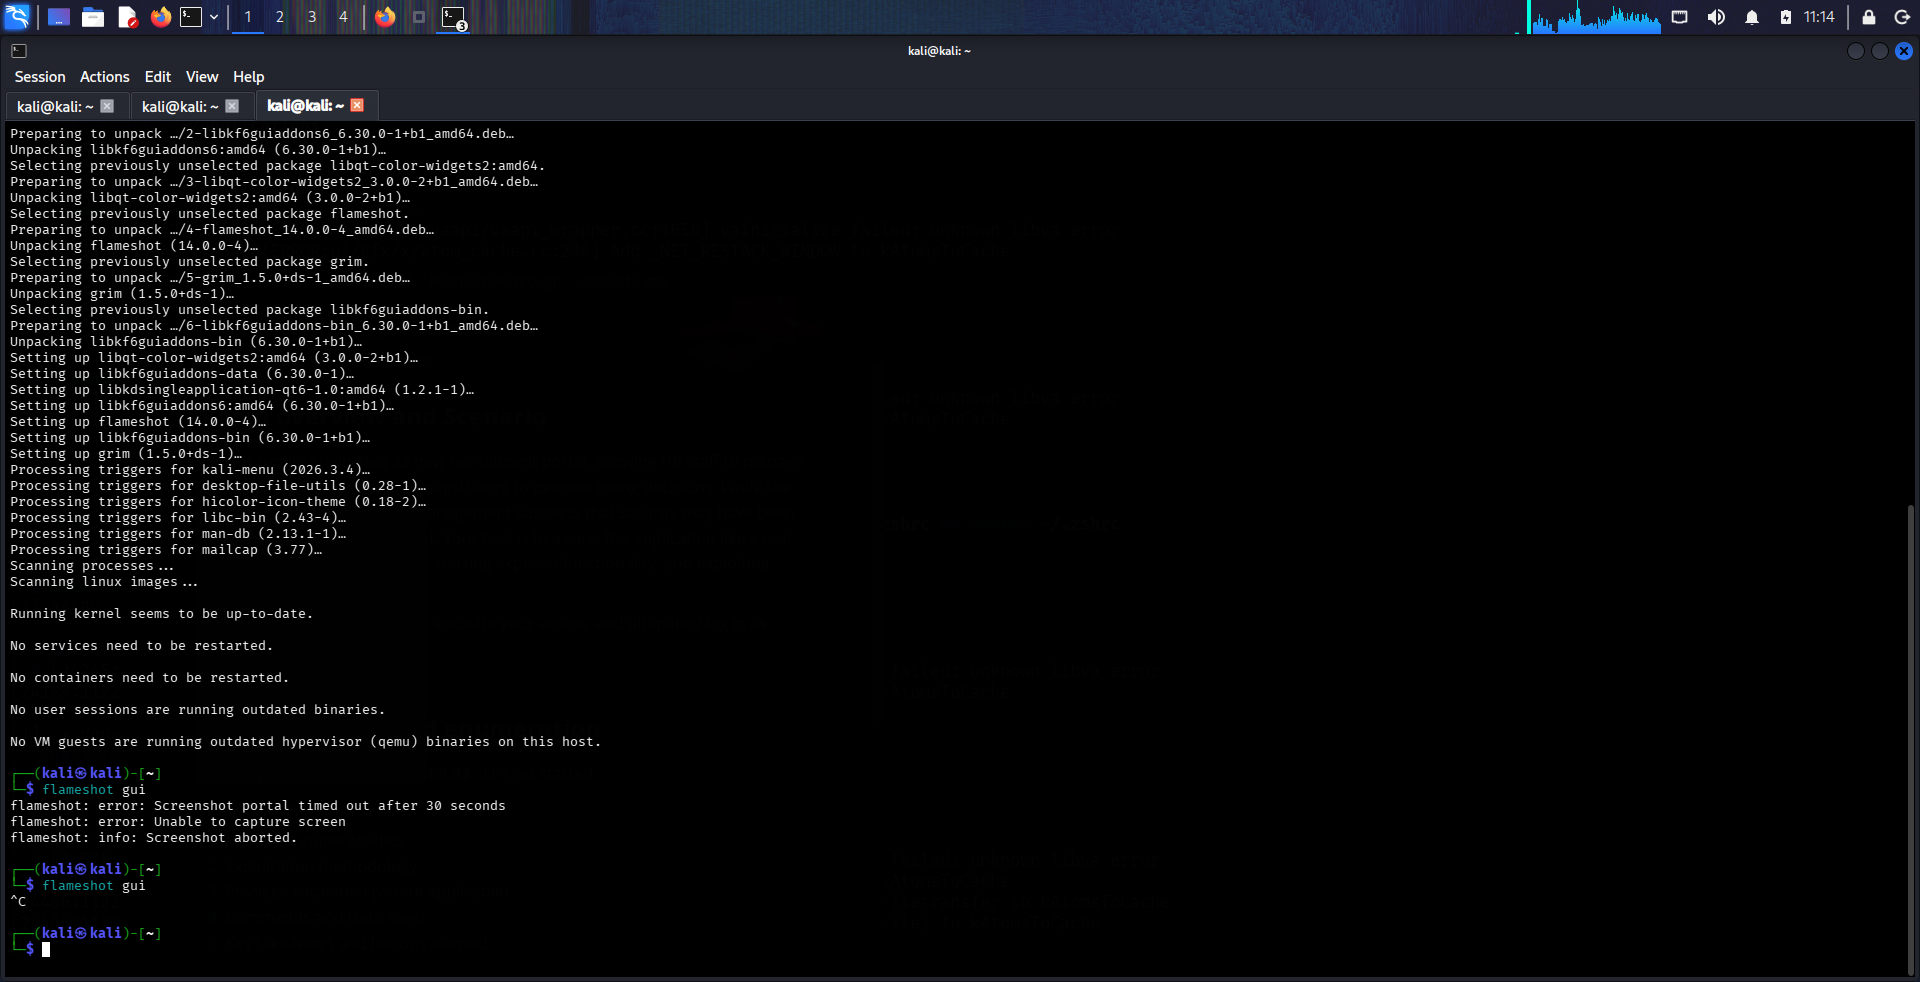 1 2 3 4
3
11:14
kali@kali: ~
Session Actions Edit View Help
kali@kali: ~ kali@kali: ~ kali@kali: ~
Preparing to unpack …/2-libkf6guiaddons6_6.30.0-1+b1_amd64.deb…
Unpacking libkf6guiaddons6:amd64 (6.30.0-1+b1)…
Selecting previously unselected package libqt-color-widgets2:amd64.
Preparing to unpack …/3-libqt-color-widgets2_3.0.0-2+b1_amd64.deb…
Unpacking libqt-color-widgets2:amd64 (3.0.0-2+b1)…
Selecting previously unselected package flameshot.
Preparing to unpack …/4-flameshot_14.0.0-4_amd64.deb…
Unpacking flameshot (14.0.0-4)…
Selecting previously unselected package grim.
Preparing to unpack …/5-grim_1.5.0+ds-1_amd64.deb…
Unpacking grim (1.5.0+ds-1)…
Selecting previously unselected package libkf6guiaddons-bin.
Preparing to unpack …/6-libkf6guiaddons-bin_6.30.0-1+b1_amd64.deb…
Unpacking libkf6guiaddons-bin (6.30.0-1+b1)…
Setting up libqt-color-widgets2:amd64 (3.0.0-2+b1)…
Setting up libkf6guiaddons-data (6.30.0-1)…
Setting up libkdsingleapplication-qt6-1.0:amd64 (1.2.1-1)…
Setting up libkf6guiaddons6:amd64 (6.30.0-1+b1)…
Setting up flameshot (14.0.0-4)…
Setting up libkf6guiaddons-bin (6.30.0-1+b1)…
Setting up grim (1.5.0+ds-1)…
Processing triggers for kali-menu (2026.3.4)…
Processing triggers for desktop-file-utils (0.28-1)…
Processing triggers for hicolor-icon-theme (0.18-2)…
Processing triggers for libc-bin (2.43-4)…
Processing triggers for man-db (2.13.1-1)…
Processing triggers for mailcap (3.77)…
Scanning processes...
Scanning linux images...
Running kernel seems to be up-to-date.
No services need to be restarted.
No containers need to be restarted.
No user sessions are running outdated binaries.
No VM guests are running outdated hypervisor (qemu) binaries on this host.
┌──(kali㉿kali)-[~]
└─$ flameshot gui
flameshot: error: Screenshot portal timed out after 30 seconds
flameshot: error: Unable to capture screen
flameshot: info: Screenshot aborted.
┌──(kali㉿kali)-[~]
└─$ flameshot gui
^C
┌──(kali㉿kali)-[~]
└─$